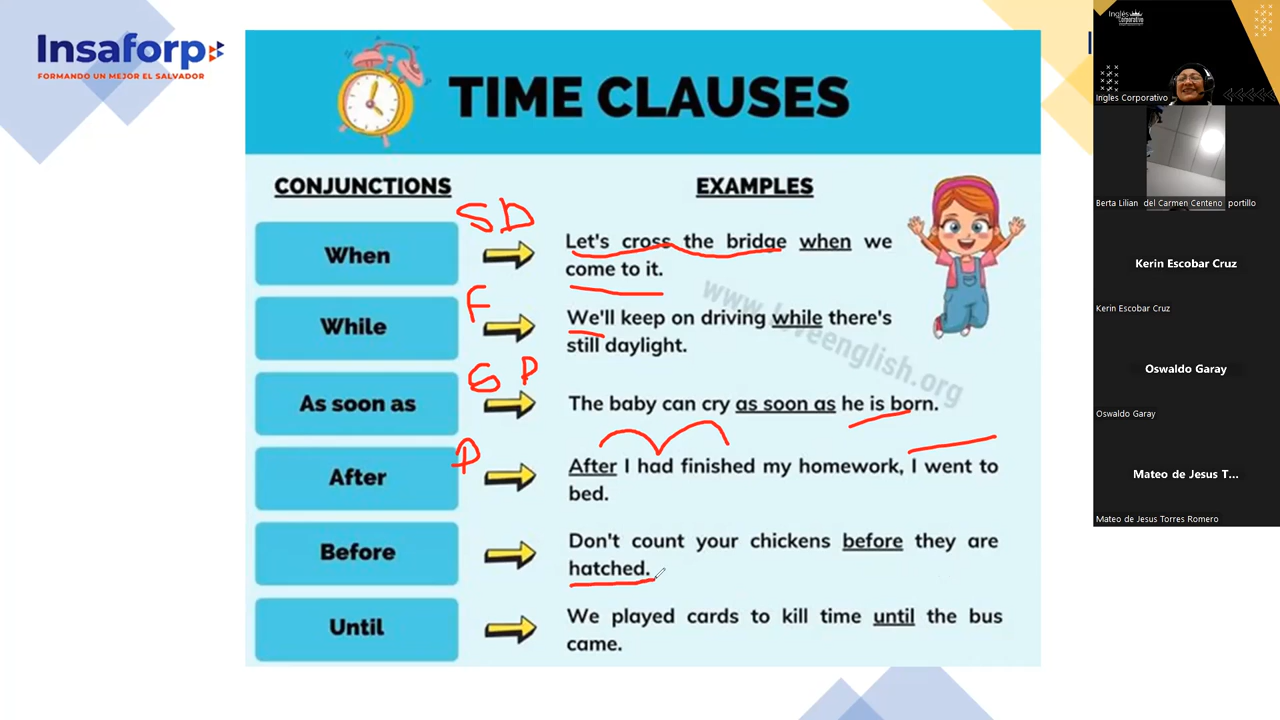 Insaforp
FORMANDO UN MEJOR EL SALVADOR
TIME CLAUSES
CONJUNCTIONS
EXAMPLES
S D
When
Let's cross the bridge when we
come to it.
F
While
We'll keep on driving while there's
still daylight.
As soon as
The baby can cry as soon as he is born.
P
After
After I had finished my homework, I went to
bed.
Before
Don't count your chickens before they are
hatched.
Until
We played cards to kill time until the bus
came.
www.loveenglish.org
Inglés
Corporativo
Ingles Corporativo
Berta Lilian del Carmen Centeno portillo
Kerin Escobar Cruz
Kerin Escobar Cruz
Oswaldo Garay
Oswaldo Garay
Mateo de Jesus T...
Mateo de Jesus Torres Romero